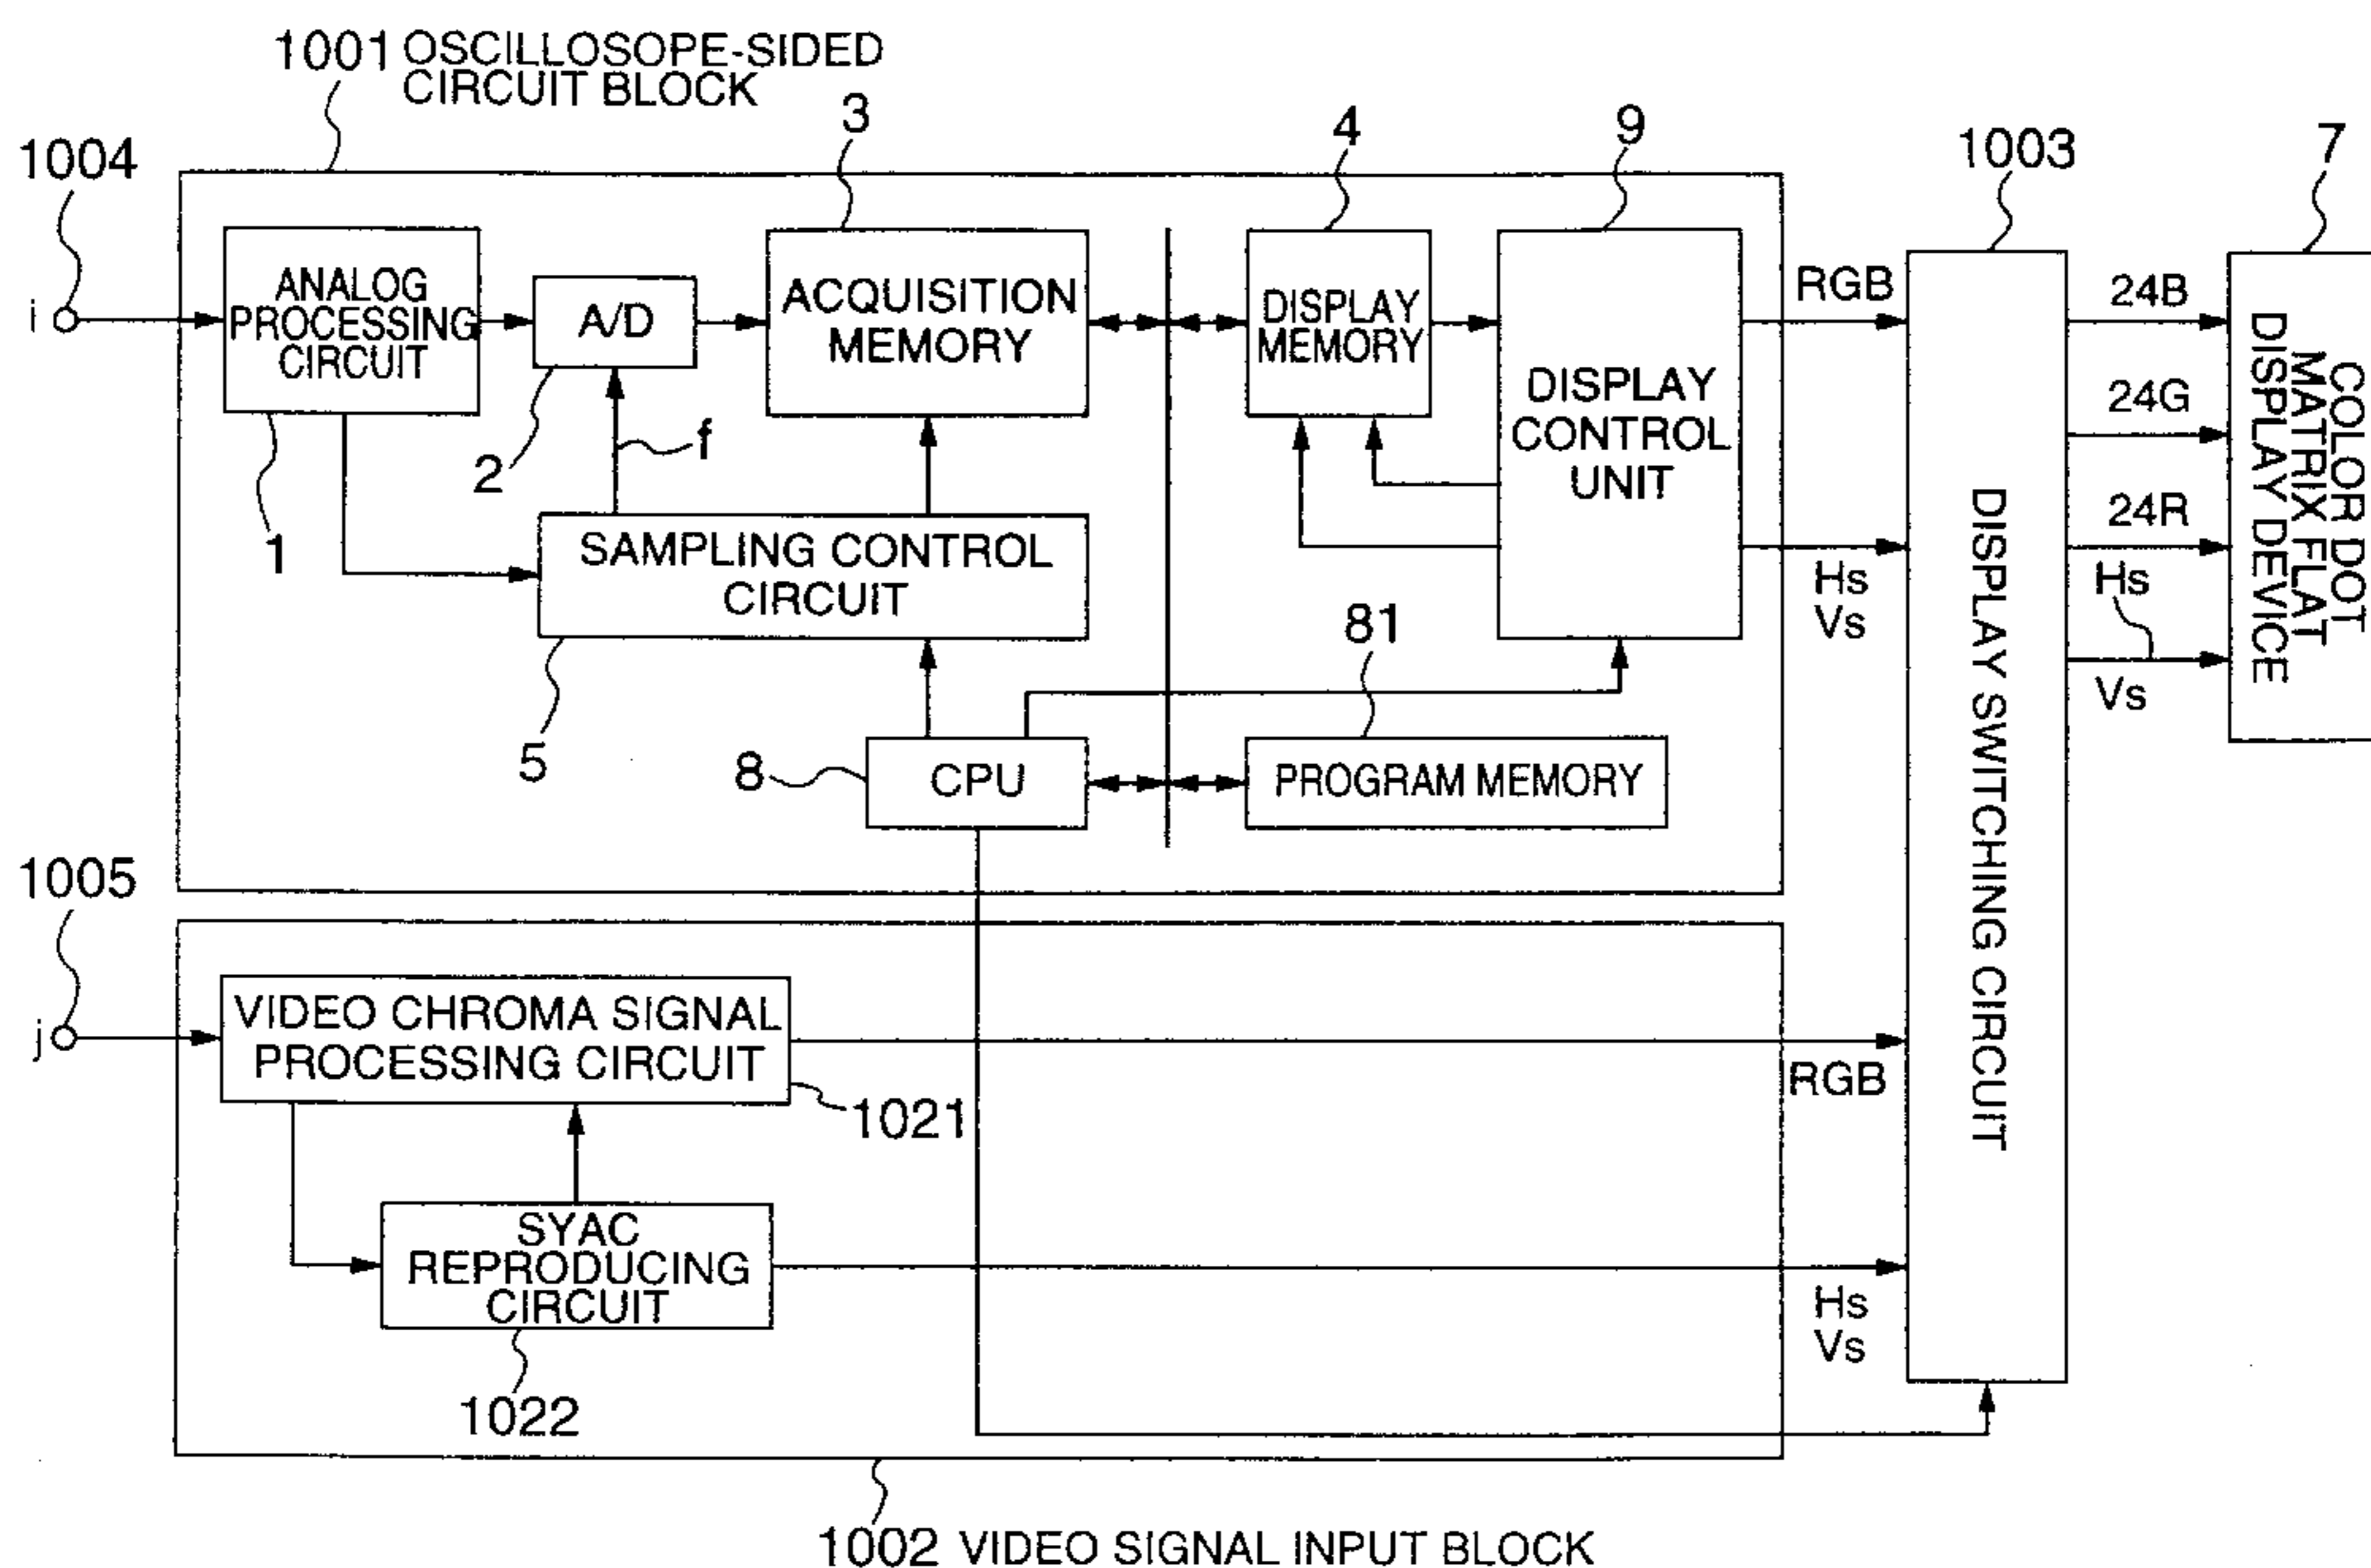 1001 OSCILLOSOPE-SIDED
CIRCUIT BLOCK
1004
3
4
9
1003
7
i
ANALOG
PROCESSING
CIRCUIT
A/D
ACQUISITION
MEMORY
DISPLAY
MEMORY
DISPLAY
CONTROL
UNIT
RGB
24B
24G
24R
Hs
Vs
COLOR DOT
MATRIX FLAT
DISPLAY DEVICE
1
2
f
SAMPLING CONTROL
CIRCUIT
Hs
Vs
5
81
8
CPU
PROGRAM MEMORY
DISPLAY SWITCHING CIRCUIT
1005
j
VIDEO CHROMA SIGNAL
PROCESSING CIRCUIT
1021
RGB
SYAC
REPRODUCING
CIRCUIT
1022
Hs
Vs
1002 VIDEO SIGNAL INPUT BLOCK